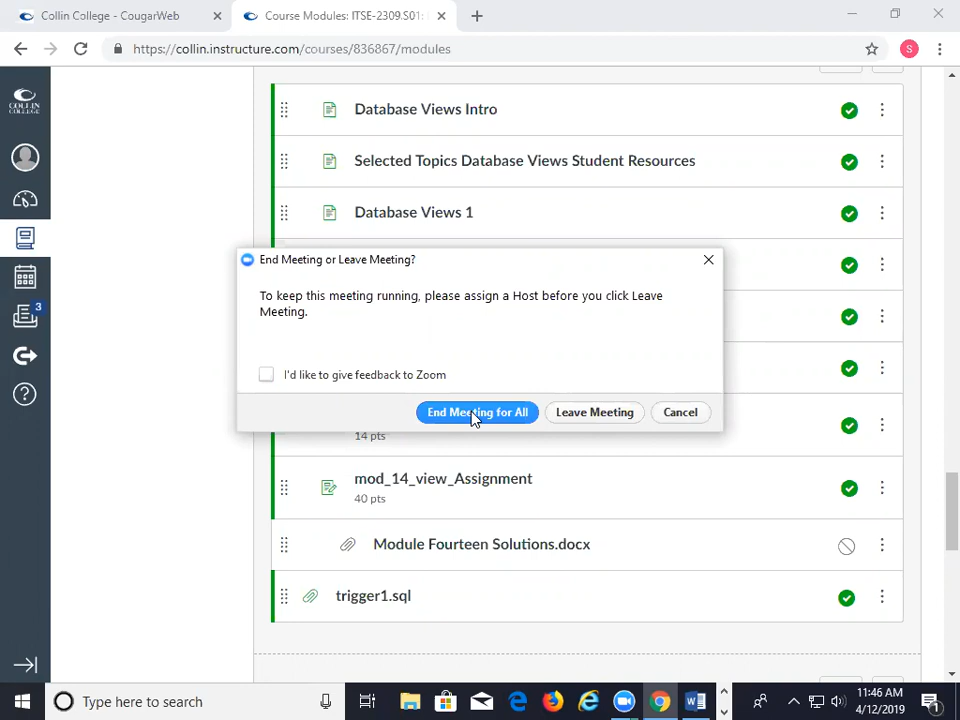 Collin College - CougarWeb
Course Modules: ITSE-2309.S01:
https://collin.instructure.com/courses/836867/modules
S
COLLIN
COLLEGE
Database Views Intro
Selected Topics Database Views Student Resources
Database Views 1
End Meeting or Leave Meeting?
To keep this meeting running, please assign a Host before you click Leave
Meeting.
I'd like to give feedback to Zoom
End Meeting for All
Leave Meeting
Cancel
3
14 pts
mod_14_view_Assignment
40 pts
Module Fourteen Solutions.docx
trigger1.sql
Type here to search
11:46 AM
4/12/2019
1